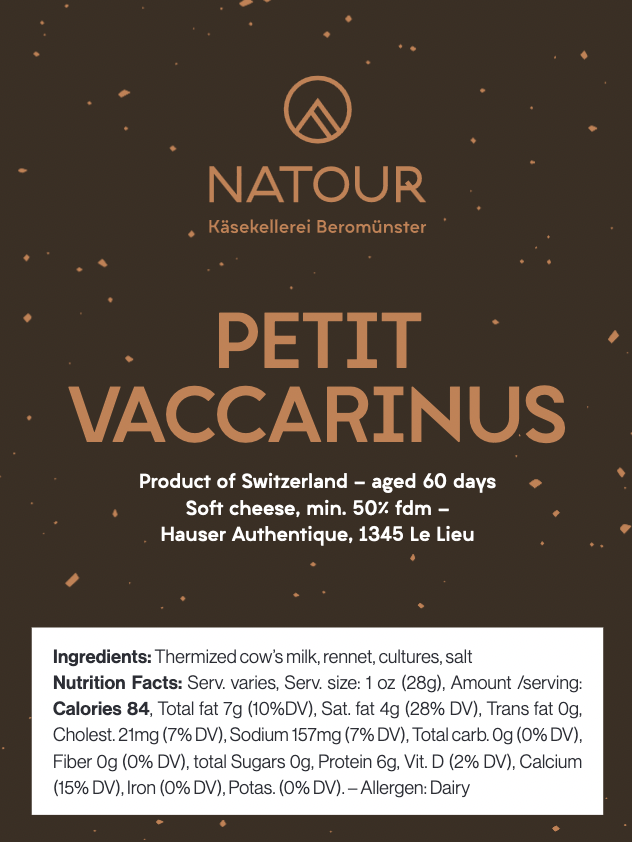 NATOUR
Käsekellerei Beromünster
PETIT
VACCARINUS
Product of Switzerland – aged 60 days
Soft cheese, min. 50% fdm –
Hauser Authentique, 1345 Le Lieu
Ingredients: Thermized cow's milk, rennet, cultures, salt
Nutrition Facts: Serv. varies, Serv. size: 1 oz (28g), Amount /serving:
Calories 84, Total fat 7g (10%DV), Sat. fat 4g (28% DV), Trans fat 0g,
Cholest. 21mg (7% DV), Sodium 157mg (7% DV), Total carb. 0g (0% DV),
Fiber 0g (0% DV), total Sugars 0g, Protein 6g, Vit. D (2% DV), Calcium
(15% DV), Iron (0% DV), Potas. (0% DV). – Allergen: Dairy